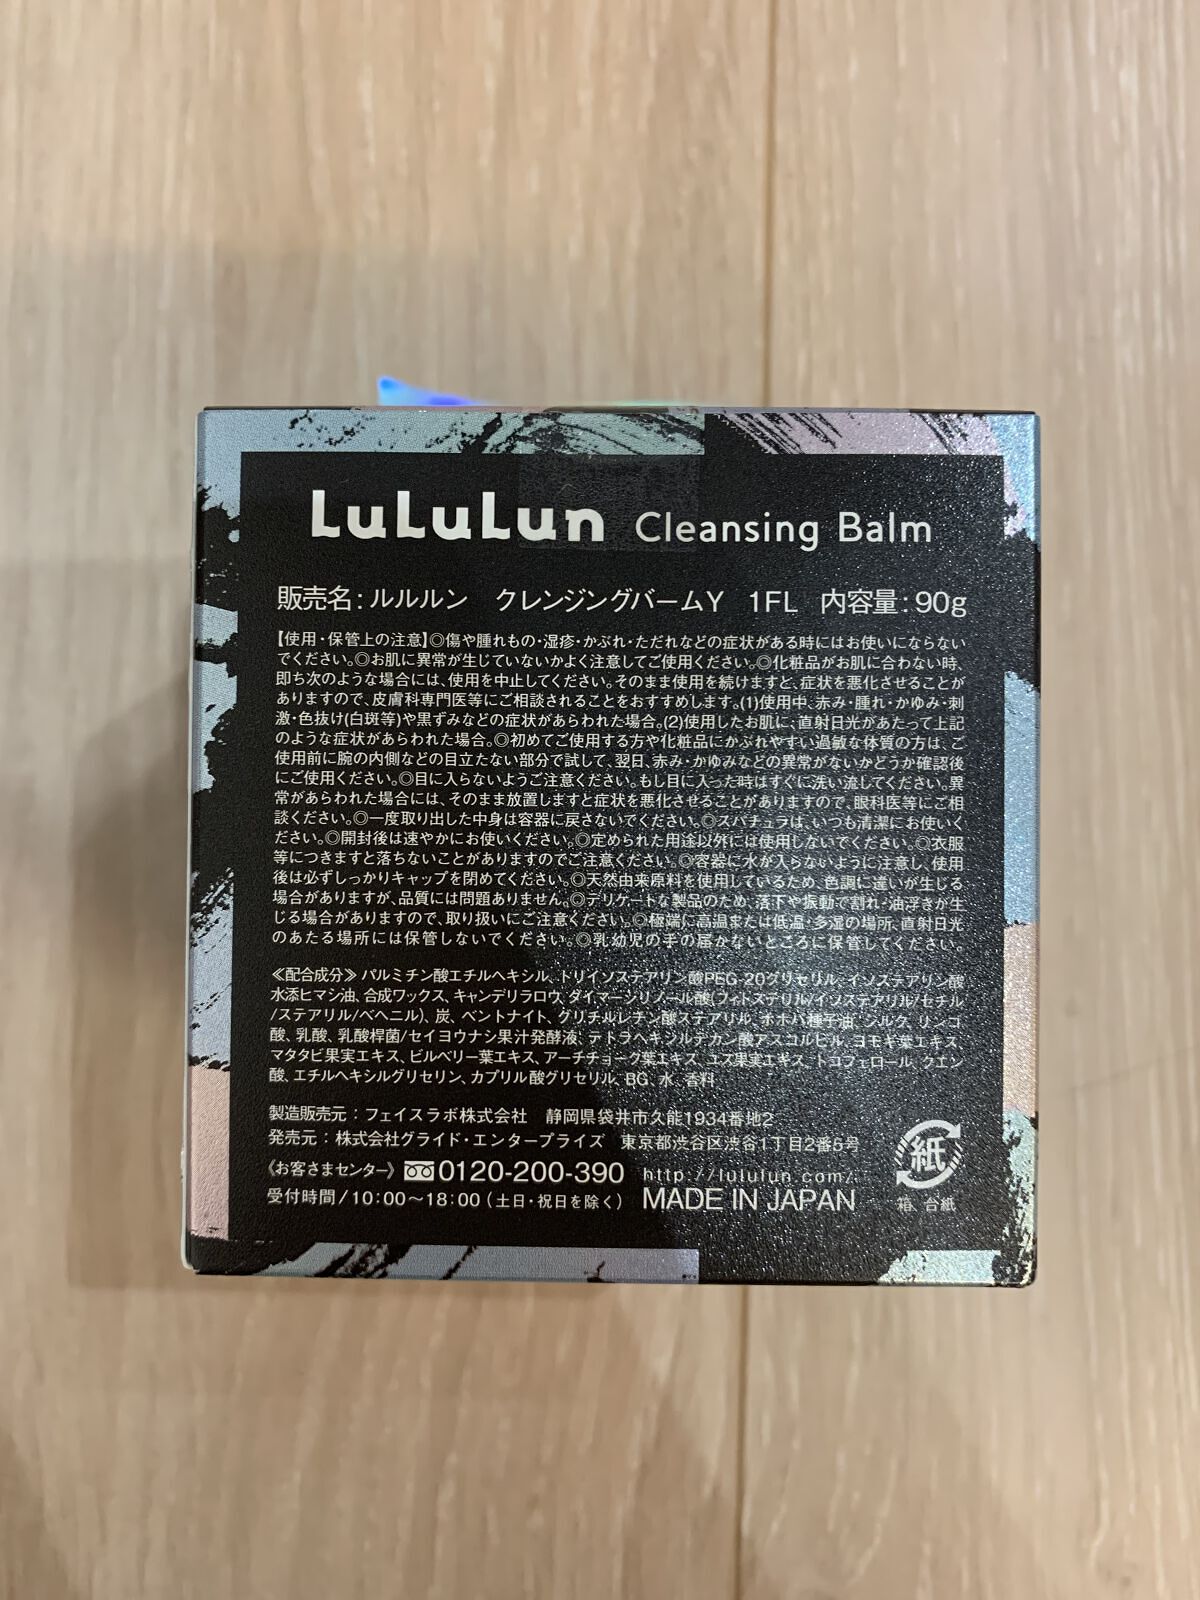 LuLuLun Cleansing Balm
販売名:ルルルン クレンジングバームY 1FL 内容量:90g
【使用・保管上の注意】◎傷や腫れもの・湿疹・かぶれ・ただれなどの症状がある時にはお使いにならない
でください。◎お肌に異常が生じていないかよく注意してご使用ください。◎化粧品がお肌に合わない時、
即ち次のような場合には、使用を中止してください。そのまま使用を続けますと、症状を悪化させることが
ありますので、皮膚科専門医等にご相談されることをおすすめします。(1)使用中、赤み・腫れ・かゆみ・刺
激・色抜け(白斑等)や黒ずみなどの症状があらわれた場合。(2)使用したお肌に、直射日光があたって上記
のような症状があらわれた場合。◎初めてご使用する方や化粧品にかぶれやすい過敏な体質の方は、ご
使用前に腕の内側などの目立たない部分で試して、翌日、赤み・かゆみなどの異常がないかどうか確認後
にご使用ください。◎目に入らないようご注意ください。もし目に入った時はすぐに洗い流してください。異
常があらわれた場合には、そのまま放置しますと症状を悪化させることがありますので、眼科医等にご相
談ください。◎一度取り出した中身は容器に戻さないでください。◎スパチュラは、いつも清潔にお使いく
ださい。◎開封後は速やかにお使いください。◎定められた用途以外には使用しないでください。◎衣服
等につきますと落ちないことがありますのでご注意ください。◎容器に水が入らないように注意し、使用
後は必ずしっかりキャップを閉めてください。◎天然由来原料を使用しているため、色調に違いが生じる
場合がありますが、品質には問題ありません。◎デリケートな製品のため、落下や振動で割れ・油浮きが生
じる場合がありますので、取り扱いにご注意ください。◎極端に高温または低温・多湿の場所、直射日光
のあたる場所には保管しないでください。◎乳幼児の手の届かないところに保管してください。
≪配合成分≫パルミチン酸エチルヘキシル、トリイソステアリン酸PEG-20グリセリル、イソステアリン酸
水添ヒマシ油、合成ワックス、キャンデリラロウ、ダイマージリノール酸(フィトステリル/イソステアリル/セチル
/ステアリル/ベヘニル)、炭、ベントナイト、グリチルレチン酸ステアリル、ホホバ種子油、シルク、リンゴ
酸、乳酸、乳酸桿菌/セイヨウナシ果汁発酵液、テトラヘキシルデカン酸アスコルビル、ヨモギ葉エキス、
マタタビ果実エキス、ビルベリー葉エキス、アーチチョーク葉エキス、ユズ果実エキス、トコフェロール、クエン
酸、エチルヘキシルグリセリン、カプリル酸グリセリル、BG、水、香料
製造販売元:フェイスラボ株式会社 静岡県袋井市久能1934番地2
発売元:株式会社グライド・エンタープライズ 東京都渋谷区渋谷1丁目2番5号
《お客さまセンター》0120-200-390 http://lululun.com/
受付時間/10:00~18:00(土日・祝日を除く) MADE IN JAPAN
紙
箱、台紙